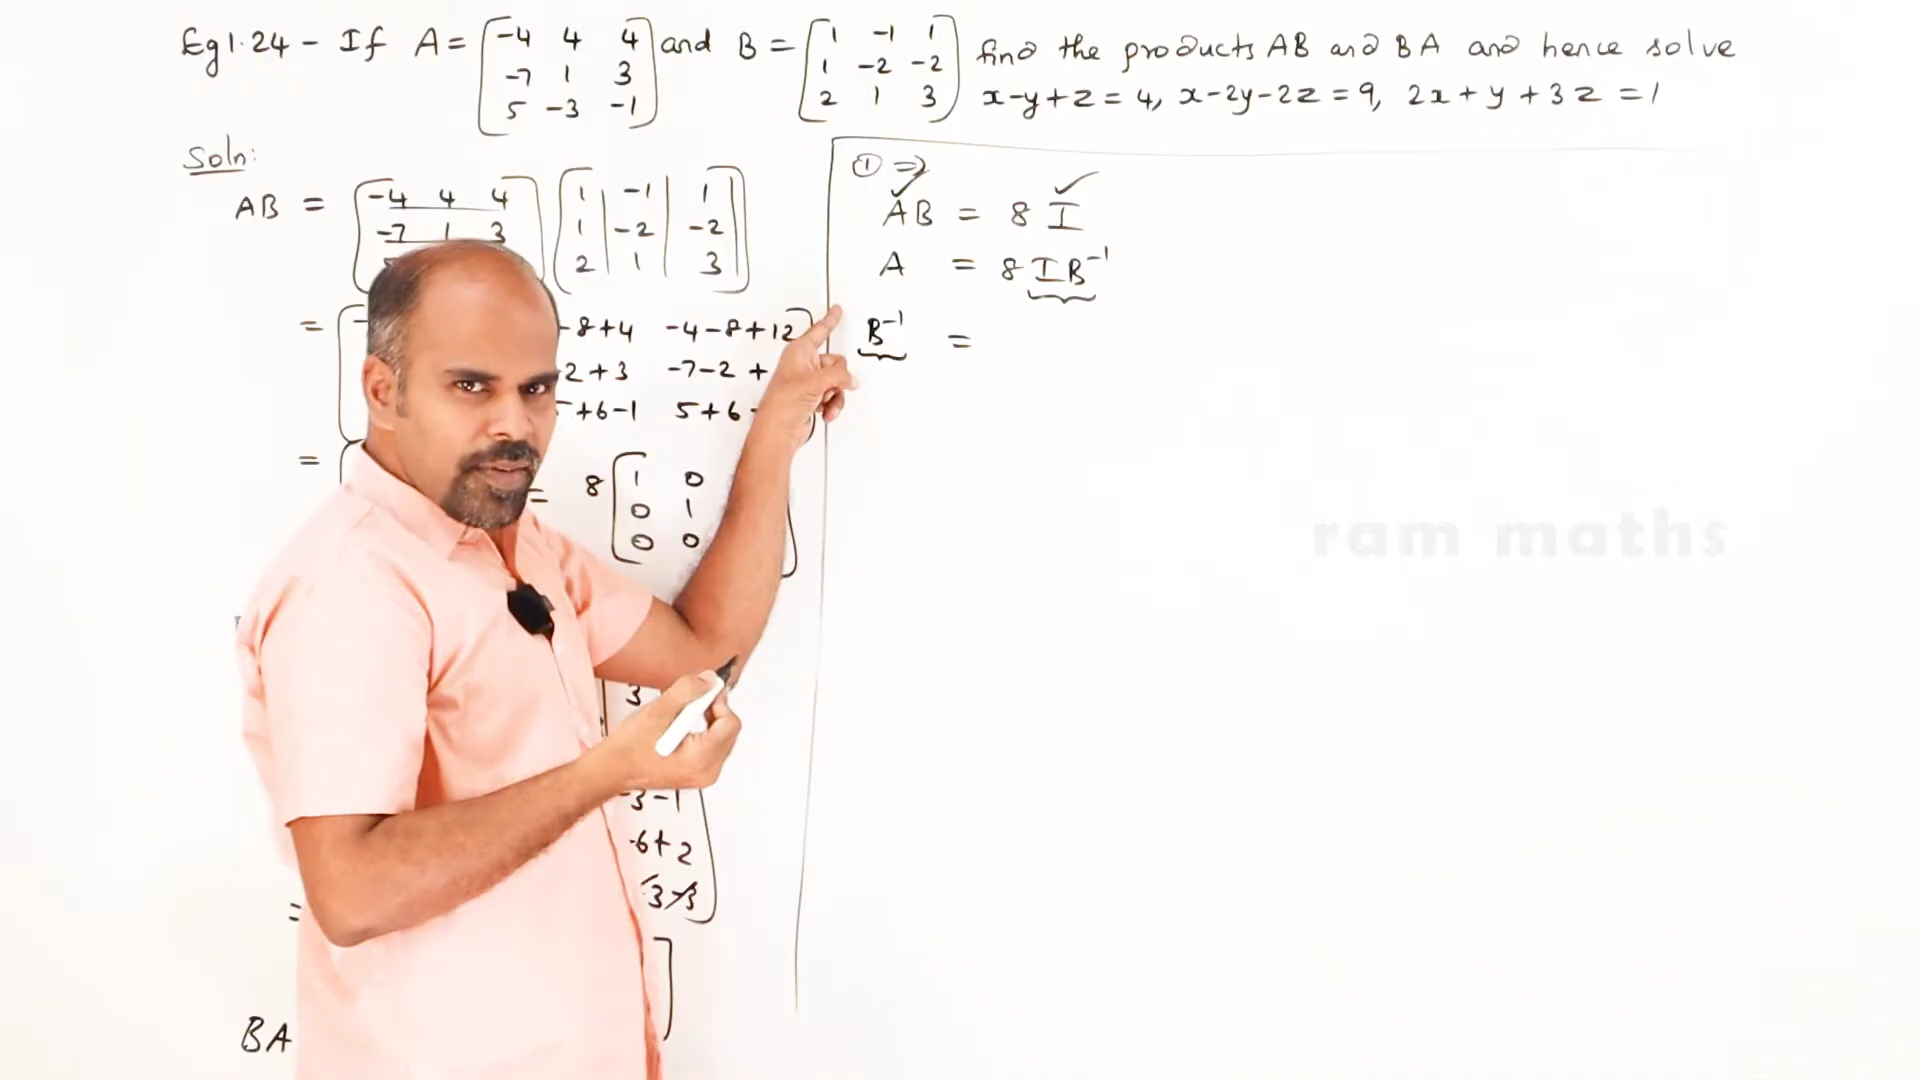 Eg 1.24 - If A = [-4 4 4 and B = [1 -1 1 find the products AB and BA and hence solve
-7 1 3 1 -2 -2
5 -3 -1] 2 1 3] x-y+z = 4, x-2y-2z = 9, 2x+y+3z = 1
Soln:
AB = [-4 4 4 [1 -1 1
-7 1 3 1 -2 -2
2 1 3]
= -8+4 -4-8+12
2+3 -7-2+
+6-1 5+6-
= = 8 [1 0
0 1
0 0
3
-3-1
-6+2
3
=
BA
① ⇒
AB = 8 I
A = 8 I B⁻¹
B⁻¹ =
ram maths